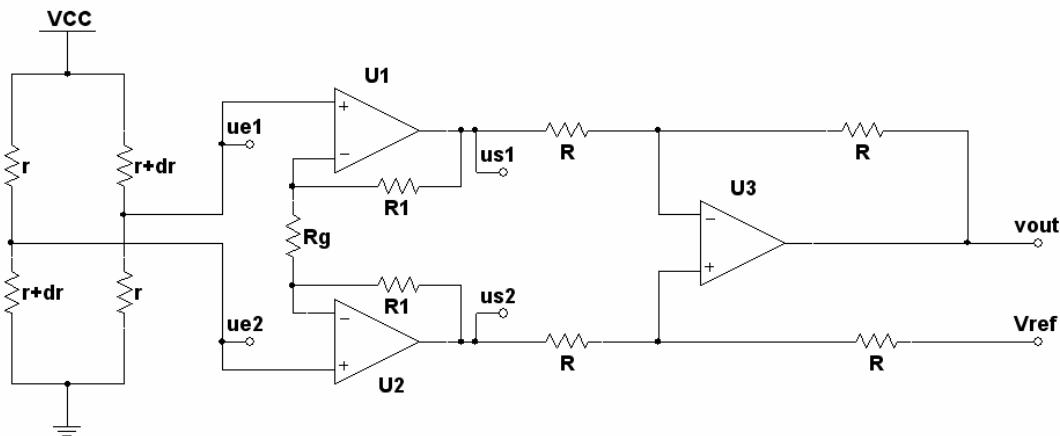 VCC
U1
ue1
+
−
us1
R
R
r
r+dr
R1
U3
Rg
−
vout
+
r+dr
r
R1
us2
Vref
ue2
−
+
R
R
U2